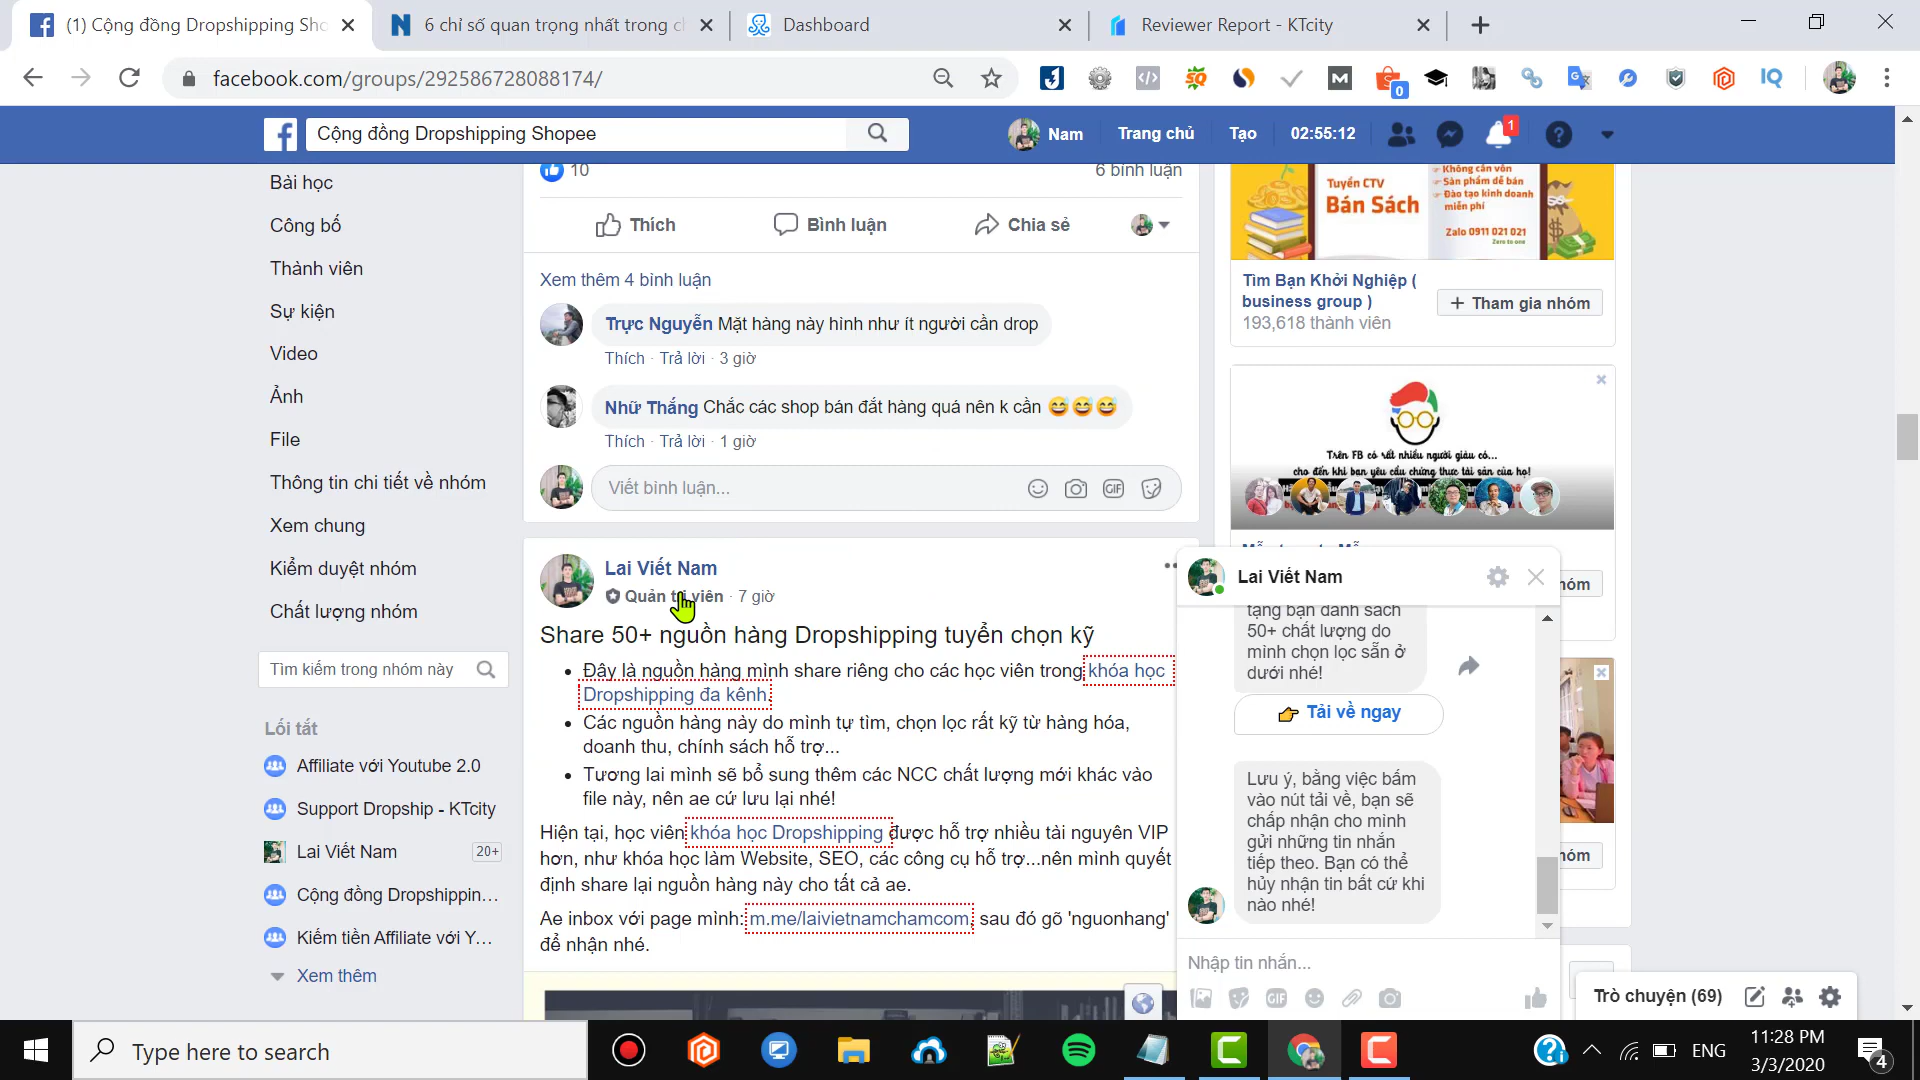 (1) Cộng đồng Dropshipping Sho
6 chỉ số quan trọng nhất trong ch
Dashboard
Reviewer Report - KTcity
facebook.com/groups/292586728088174/
0
IQ
Cộng đồng Dropshipping Shopee
Nam
Trang chủ
Tạo
02:55:12
1
Bài học
Công bố
Thành viên
Sự kiện
Video
Ảnh
File
Thông tin chi tiết về nhóm
Xem chung
Kiểm duyệt nhóm
Chất lượng nhóm
Tìm kiếm trong nhóm này
Lối tắt
Affiliate với Youtube 2.0
Support Dropship - KTcity
Lai Viết Nam
20+
Cộng đồng Dropshippin...
Kiếm tiền Affiliate với Y...
Xem thêm
10
6 bình luận
Thích
Bình luận
Chia sẻ
Xem thêm 4 bình luận
Trực Nguyễn Mặt hàng này hình như ít người cần drop
Thích · Trả lời · 3 giờ
Như Thắng Chắc các shop bán đắt hàng quá nên k cần 😅😅😅
Thích · Trả lời · 1 giờ
Viết bình luận...
GIF
Lai Viết Nam
Quản trị viên · 7 giờ
Share 50+ nguồn hàng Dropshipping tuyển chọn kỹ
• Đây là nguồn hàng mình share riêng cho các học viên trong khóa học
Dropshipping đa kênh.
• Các nguồn hàng này do mình tự tìm, chọn lọc rất kỹ từ hàng hóa,
doanh thu, chính sách hỗ trợ...
• Tương lai mình sẽ bổ sung thêm các NCC chất lượng mới khác vào
file này, nên ae cứ lưu lại nhé!
Hiện tại, học viên khóa học Dropshipping được hỗ trợ nhiều tài nguyên VIP
hơn, như khóa học làm Website, SEO, các công cụ hỗ trợ...nên mình quyết
định share lại nguồn hàng này cho tất cả ae.
Ae inbox với page mình: m.me/laivietnamchamcom, sau đó gõ 'nguonhang'
để nhận nhé.
Tuyển CTV
Bán Sách
Không cần vốn
Sản phẩm dễ bán
Đào tạo kinh doanh
miễn phí
Zalo 0911 021 021
Zero to one
Tìm Bạn Khởi Nghiệp (
business group )
193,618 thành viên
+ Tham gia nhóm
Trên FB có rất nhiều người giàu có...
cho đến khi bạn yêu cầu chứng thực tài sản của họ!
hóm
hóm
Lai Viết Nam
tặng bạn danh sách
50+ chất lượng do
mình chọn lọc sẵn ở
dưới nhé!
👉 Tải về ngay
Lưu ý, bằng việc bấm
vào nút tải về, bạn sẽ
chấp nhận cho mình
gửi những tin nhắn
tiếp theo. Bạn có thể
hủy nhận tin bất cứ khi
nào nhé!
Nhập tin nhắn...
GIF
Trò chuyện (69)
Type here to search
ENG
11:28 PM
3/3/2020
4